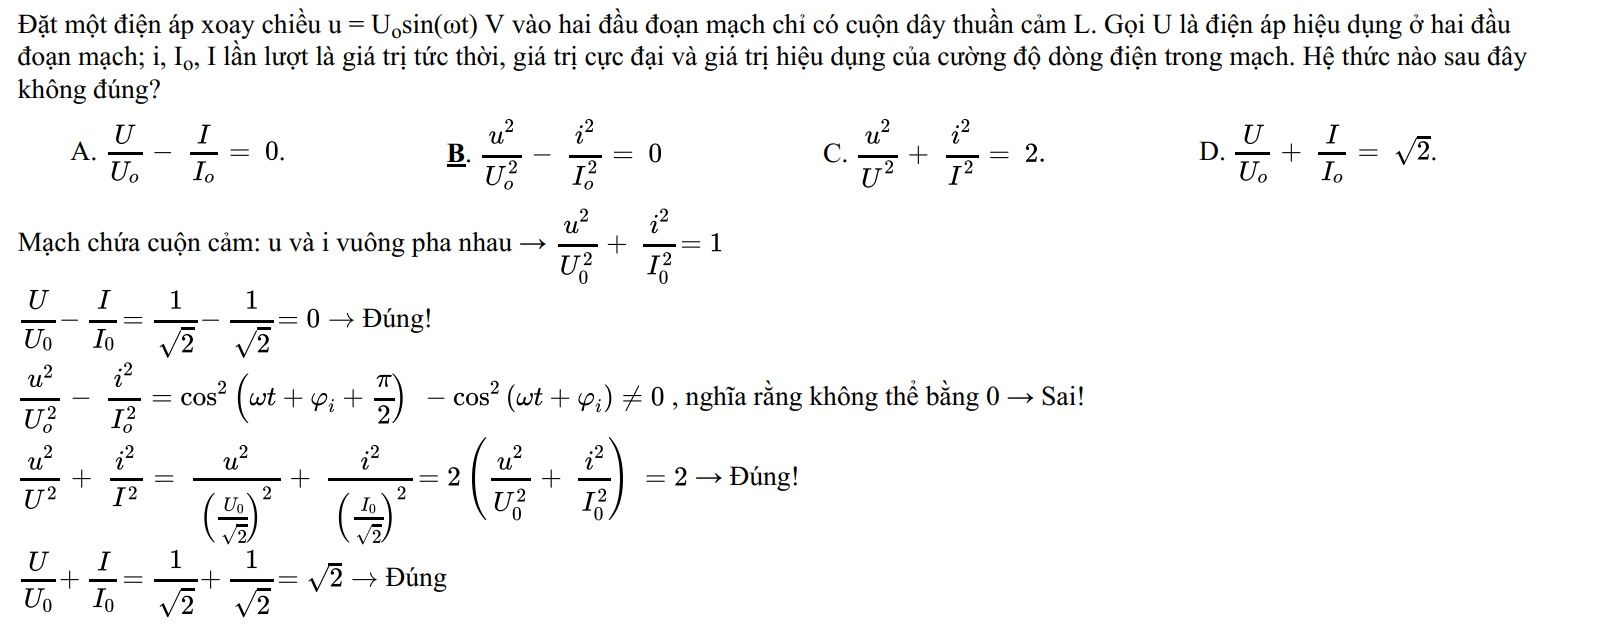 Đặt một điện áp xoay chiều u = U₀sin(ωt) V vào hai đầu đoạn mạch chỉ có cuộn dây thuần cảm L. Gọi U là điện áp hiệu dụng ở hai đầu
đoạn mạch; i, I₀, I lần lượt là giá trị tức thời, giá trị cực đại và giá trị hiệu dụng của cường độ dòng điện trong mạch. Hệ thức nào sau đây
không đúng?
A. $\frac{U}{U_o} - \frac{I}{I_o} = 0.$ B. $\frac{u^2}{U_o^2} - \frac{i^2}{I_o^2} = 0$ C. $\frac{u^2}{U^2} + \frac{i^2}{I^2} = 2.$ D. $\frac{U}{U_o} + \frac{I}{I_o} = \sqrt{2}.$
Mạch chứa cuộn cảm: u và i vuông pha nhau → $\frac{u^2}{U_0^2} + \frac{i^2}{I_0^2} = 1$
$\frac{U}{U_0} - \frac{I}{I_0} = \frac{1}{\sqrt{2}} - \frac{1}{\sqrt{2}} = 0$ → Đúng!
$\frac{u^2}{U_o^2} - \frac{i^2}{I_o^2} = \cos^2\left(\omega t + \varphi_i + \frac{\pi}{2}\right) - \cos^2(\omega t + \varphi_i) \neq 0$ , nghĩa rằng không thể bằng 0 → Sai!
$\frac{u^2}{U^2} + \frac{i^2}{I^2} = \frac{u^2}{\left(\frac{U_0}{\sqrt{2}}\right)^2} + \frac{i^2}{\left(\frac{I_0}{\sqrt{2}}\right)^2} = 2\left(\frac{u^2}{U_0^2} + \frac{i^2}{I_0^2}\right) = 2$ → Đúng!
$\frac{U}{U_0} + \frac{I}{I_0} = \frac{1}{\sqrt{2}} + \frac{1}{\sqrt{2}} = \sqrt{2}$ → Đúng